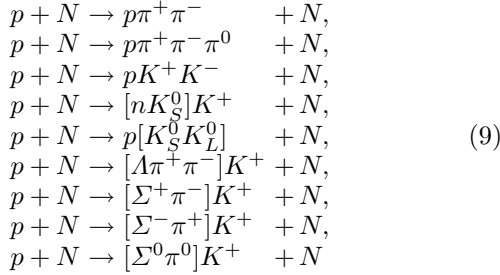 p + N → pπ⁺π⁻ + N,
p + N → pπ⁺π⁻π⁰ + N,
p + N → pK⁺K⁻ + N,
p + N → [nK⁰_S]K⁺ + N,
p + N → p[K⁰_S K⁰_L] + N, (9)
p + N → [Λπ⁺π⁻]K⁺ + N,
p + N → [Σ⁺π⁻]K⁺ + N,
p + N → [Σ⁻π⁺]K⁺ + N,
p + N → [Σ⁰π⁰]K⁺ + N